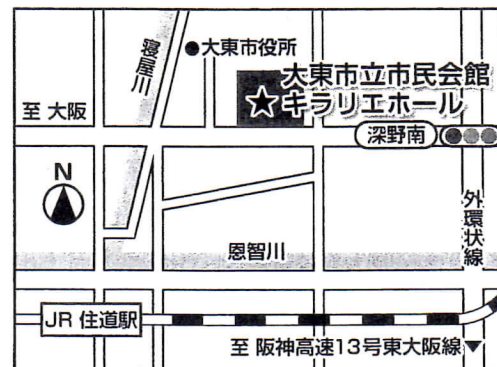 寝屋川
●大東市役所
大東市立市民会館
★キラリエホール
至 大阪
深野南
N
外環状線
恩智川
JR 住道駅
至 阪神高速13号東大阪線▼